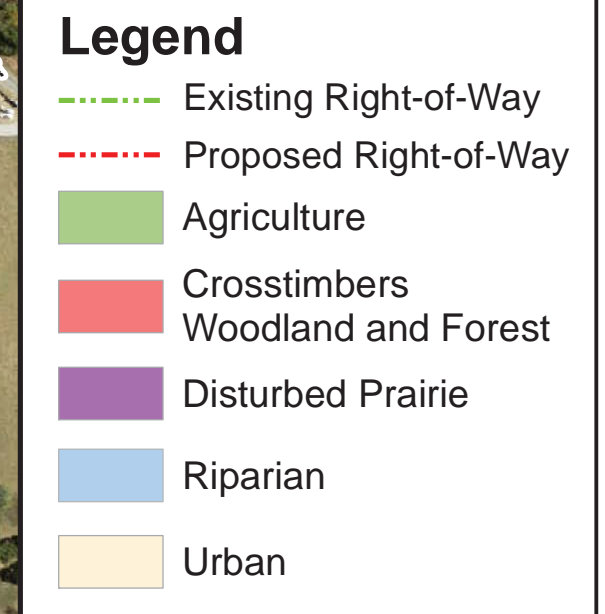 Legend
Existing Right-of-Way
Proposed Right-of-Way
Agriculture
Crosstimbers
Woodland and Forest
Disturbed Prairie
Riparian
Urban